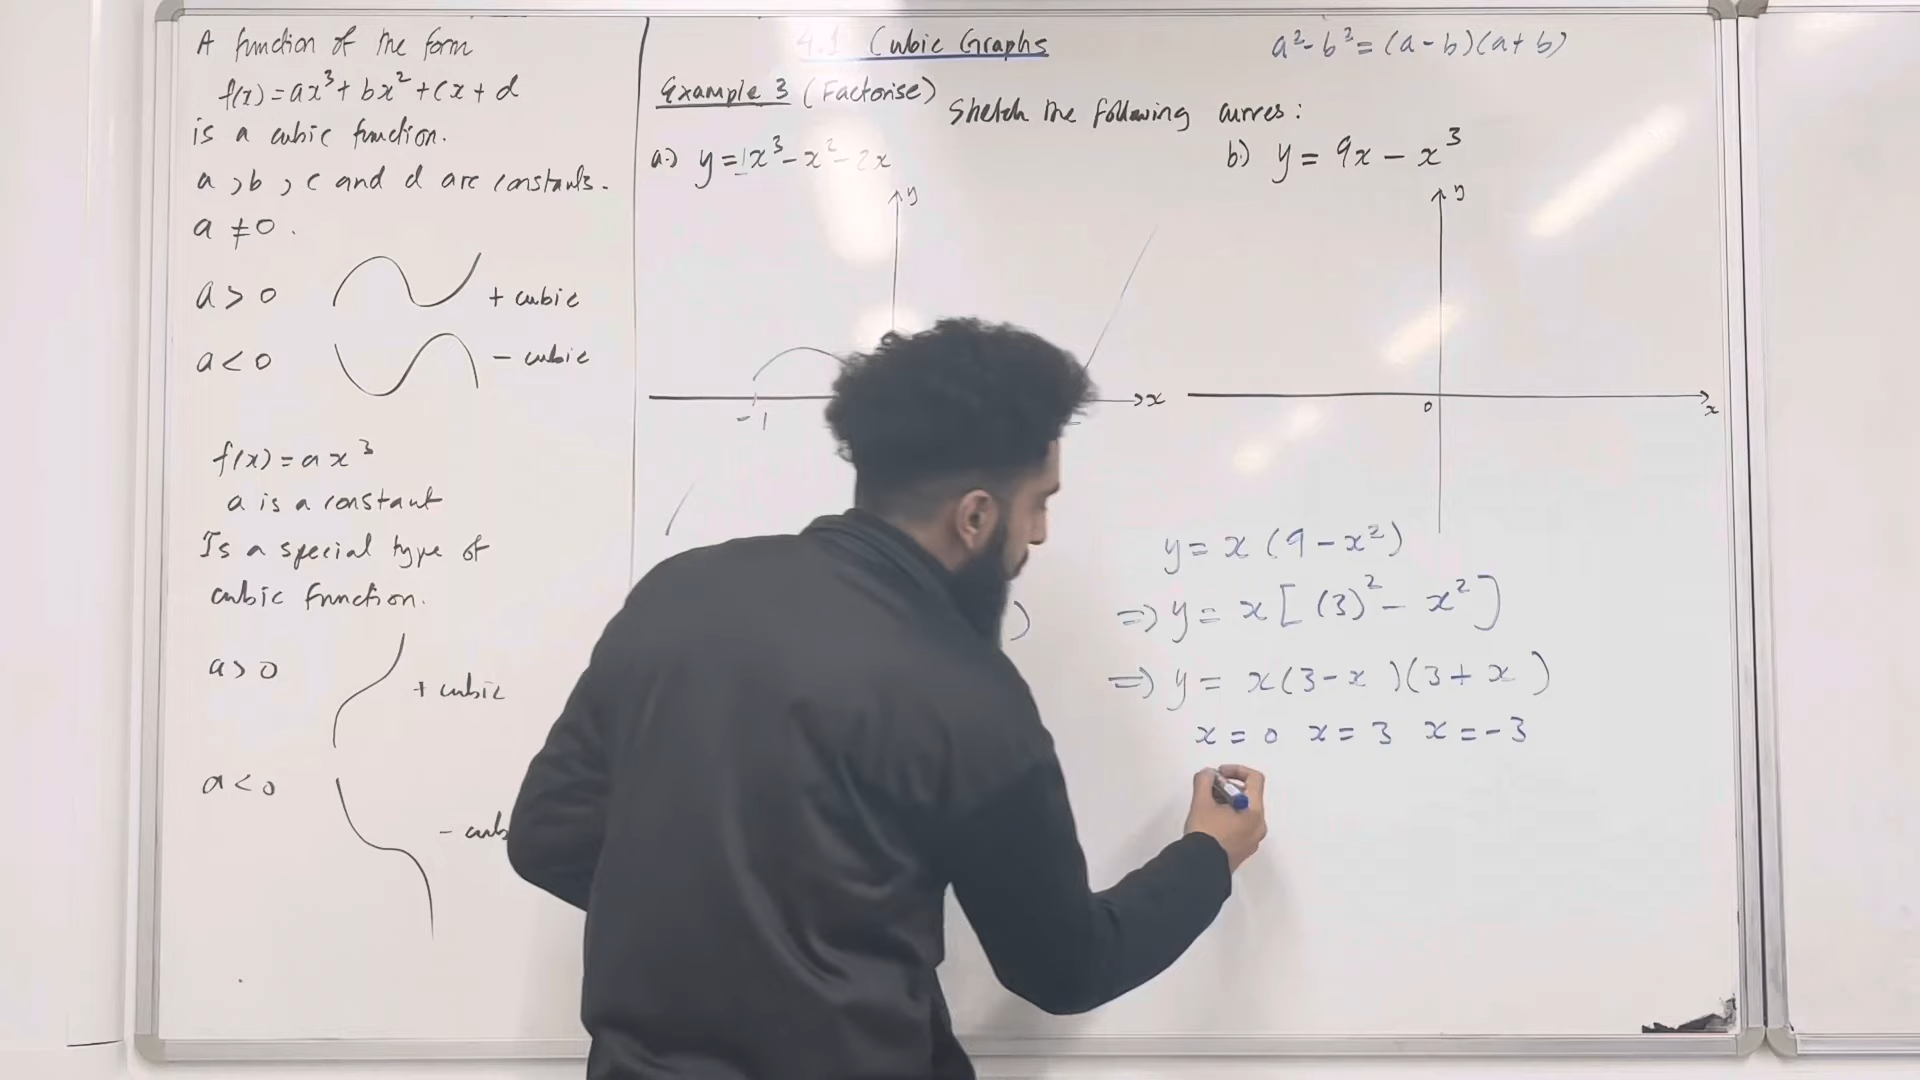 A function of the form
f(x) = ax³ + bx² + cx + d
is a cubic function.
a, b, c and d are constants.
a ≠ 0.
a > 0
+ cubic
a < 0
- cubic
f(x) = ax³
a is a constant
Is a special type of
cubic function.
a > 0
+ cubic
a < 0
- cub
4.1 Cubic Graphs
a² - b² = (a - b)(a + b)
Example 3 (Factorise)
Sketch the following curves:
a.) y = 1x³ - x² - 2x
y
x
-1
b.) y = 9x - x³
y
0
x
)
y = x(9 - x²)
=> y = x[(3)² - x²]
=> y = x(3 - x)(3 + x)
x = 0 x = 3 x = -3